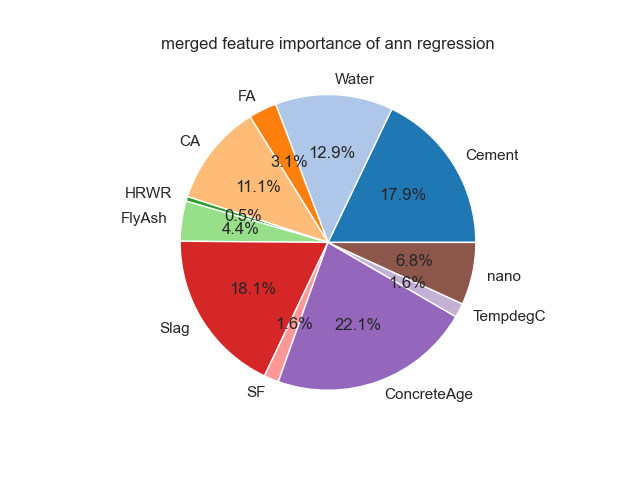 merged feature importance of ann regression
Water
FA
CA
Cement
HRWR
FlyAsh
Slag
SF
ConcreteAge
TempdegC
nano
12.9%
3.1%
11.1%
17.9%
0.5%
4.4%
18.1%
1.6%
22.1%
1.6%
6.8%